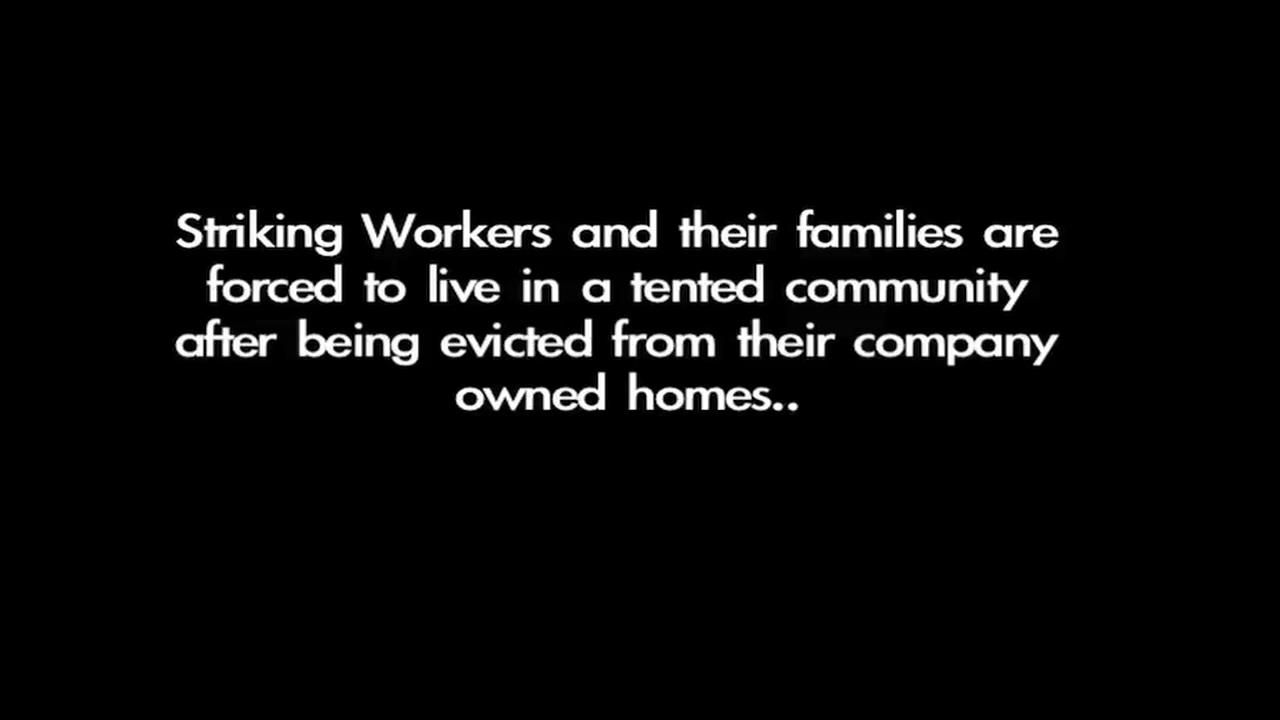 Striking Workers and their families are
forced to live in a tented community
after being evicted from their company
owned homes..